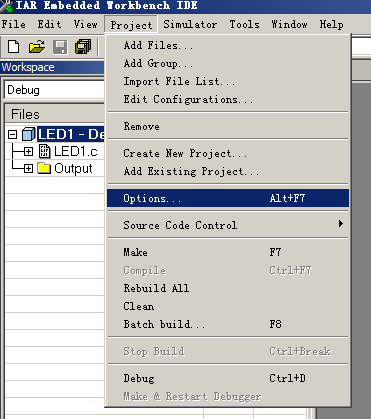 IAR Embedded Workbench IDE
File Edit View Project Simulator Tools Window Help
Workspace
Debug
Files
LED1 - De
LED1.c
Output
Add Files...
Add Group...
Import File List...
Edit Configurations...
Remove
Create New Project...
Add Existing Project...
Options... Alt+F7
Source Code Control
Make F7
Compile Ctrl+F7
Rebuild All
Clean
Batch build... F8
Stop Build Ctrl+Break
Debug Ctrl+D
Make & Restart Debugger